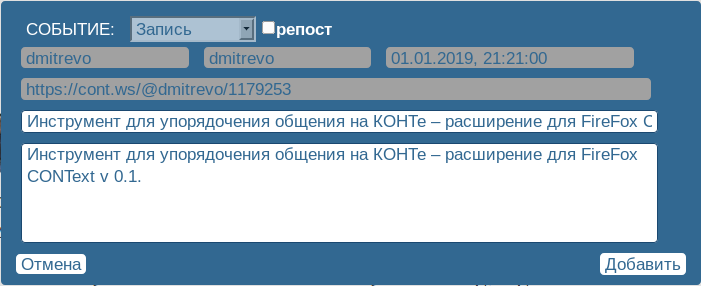 СОБЫТИЕ: Запись репост
dmitrevo dmitrevo 01.01.2019, 21:21:00
https://cont.ws/@dmitrevo/1179253
Инструмент для упорядочения общения на КОНТе – расширение для FireFox C
Инструмент для упорядочения общения на КОНТе – расширение для FireFox
CONText v 0.1.
Отмена Добавить